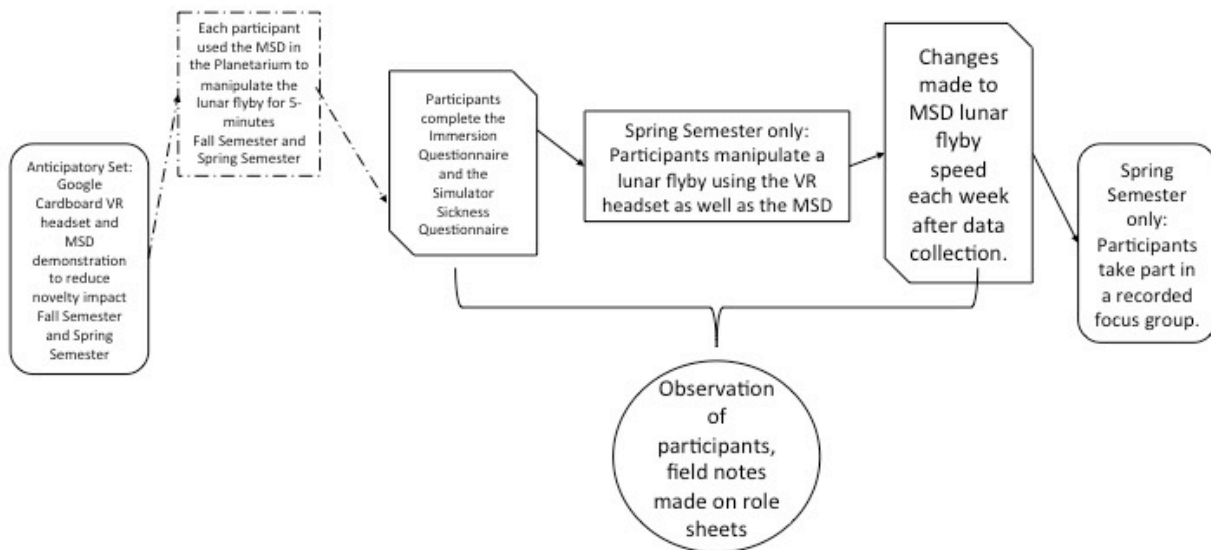 Anticipatory Set:
Google
Cardboard VR
headset and
MSD
demonstration
to reduce
novelty impact
Fall Semester
and Spring
Semester
Each participant
used the MSD in
the Planetarium to
manipulate the
lunar flyby for 5-
minutes
Fall Semester and
Spring Semester
Participants
complete the
Immersion
Questionnaire
and the
Simulator
Sickness
Questionnaire
Spring Semester only:
Participants manipulate a
lunar flyby using the VR
headset as well as the MSD
Changes
made to
MSD lunar
flyby
speed
each week
after data
collection.
Spring
Semester
only:
Participants
take part in
a recorded
focus group.
Observation
of
participants,
field notes
made on role
sheets